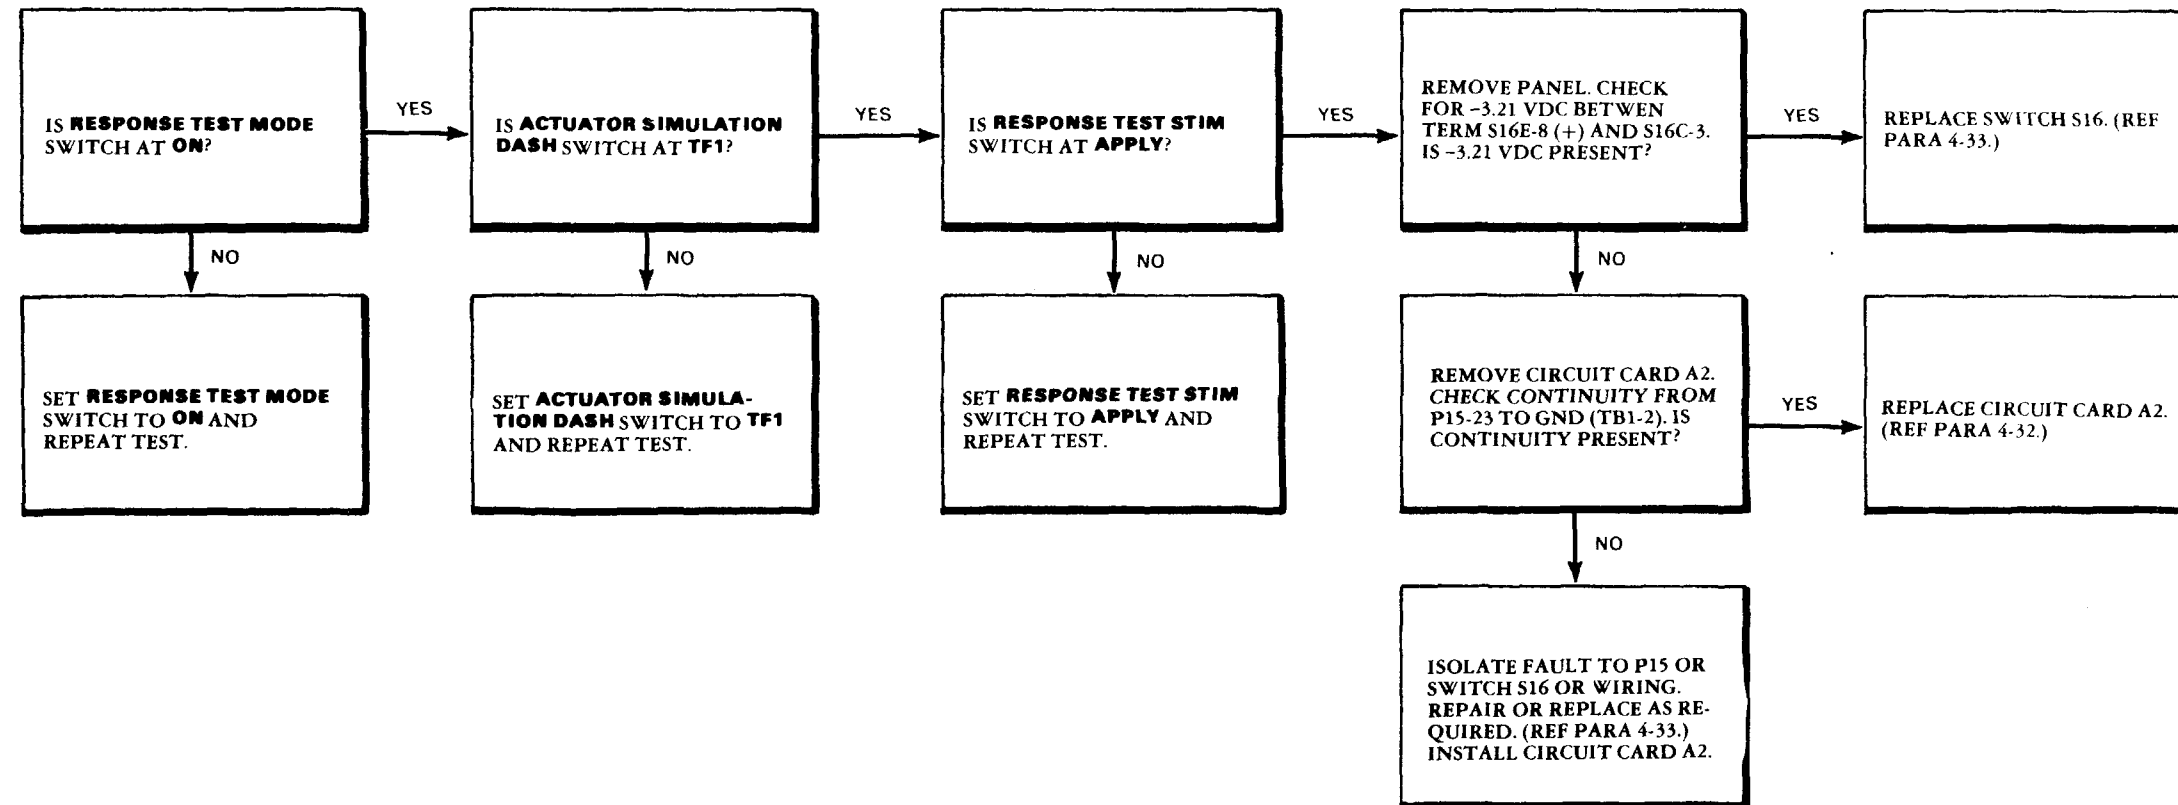 IS RESPONSE TEST MODE
SWITCH AT ON?
YES
IS ACTUATOR SIMULATION
DASH SWITCH AT TF1?
YES
IS RESPONSE TEST STIM
SWITCH AT APPLY?
YES
REMOVE PANEL. CHECK
FOR -3.21 VDC BETWEN
TERM S16E-8 (+) AND S16C-3.
IS -3.21 VDC PRESENT?
YES
REPLACE SWITCH S16. (REF
PARA 4-33.)
NO
NO
NO
NO
SET RESPONSE TEST MODE
SWITCH TO ON AND
REPEAT TEST.
SET ACTUATOR SIMULA-
TION DASH SWITCH TO TF1
AND REPEAT TEST.
SET RESPONSE TEST STIM
SWITCH TO APPLY AND
REPEAT TEST.
REMOVE CIRCUIT CARD A2.
CHECK CONTINUITY FROM
P15-23 TO GND (TB1-2). IS
CONTINUITY PRESENT?
YES
REPLACE CIRCUIT CARD A2.
(REF PARA 4-32.)
NO
ISOLATE FAULT TO P15 OR
SWITCH S16 OR WIRING.
REPAIR OR REPLACE AS RE-
QUIRED. (REF PARA 4-33.)
INSTALL CIRCUIT CARD A2.